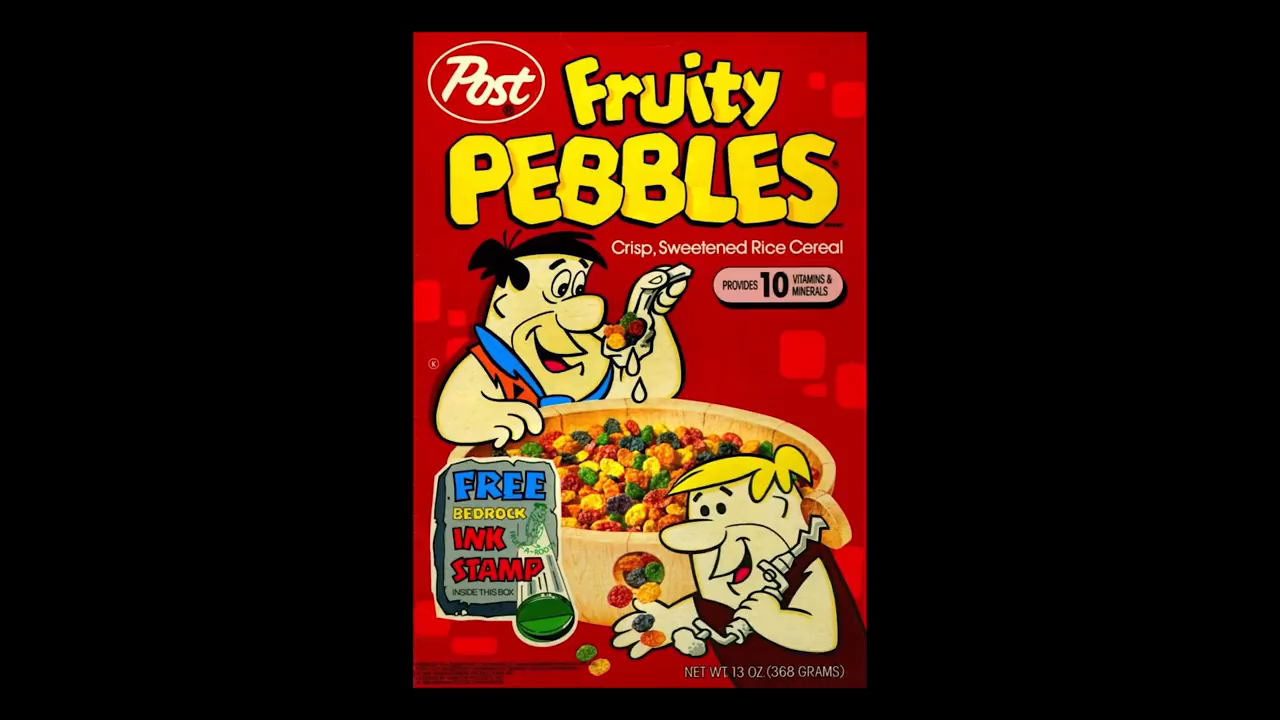 Post
Fruity
PEBBLES
Crisp, Sweetened Rice Cereal
PROVIDES 10 VITAMINS &
MINERALS
K
FREE
BEDROCK
INK
STAMP
INSIDE THIS BOX
NET WT. 13 OZ. (368 GRAMS)